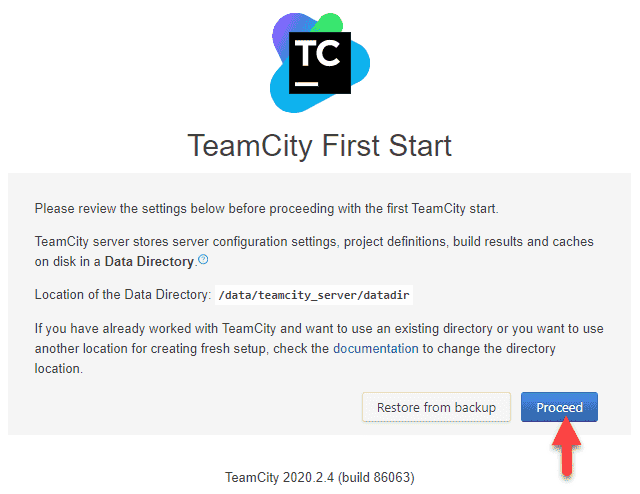 TC
TeamCity First Start
Please review the settings below before proceeding with the first TeamCity start.
TeamCity server stores server configuration settings, project definitions, build results and caches
on disk in a Data Directory.?
Location of the Data Directory: /data/teamcity_server/datadir
If you have already worked with TeamCity and want to use an existing directory or you want to use
another location for creating fresh setup, check the documentation to change the directory
location.
Restore from backup
Proceed
TeamCity 2020.2.4 (build 86063)